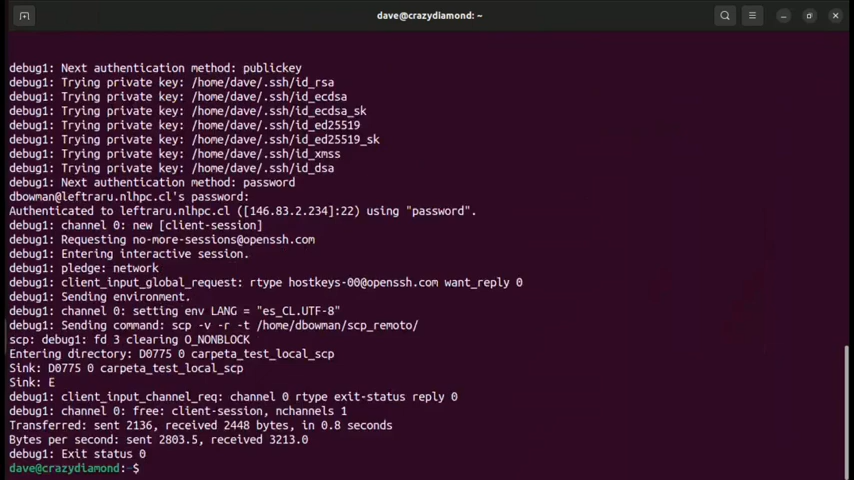 dave@crazydiamond: ~
debug1: Next authentication method: publickey
debug1: Trying private key: /home/dave/.ssh/id_rsa
debug1: Trying private key: /home/dave/.ssh/id_ecdsa
debug1: Trying private key: /home/dave/.ssh/id_ecdsa_sk
debug1: Trying private key: /home/dave/.ssh/id_ed25519
debug1: Trying private key: /home/dave/.ssh/id_ed25519_sk
debug1: Trying private key: /home/dave/.ssh/id_xmss
debug1: Trying private key: /home/dave/.ssh/id_dsa
debug1: Next authentication method: password
dbowman@leftraru.nlhpc.cl's password:
Authenticated to leftraru.nlhpc.cl ([146.83.2.234]:22) using "password".
debug1: channel 0: new [client-session]
debug1: Requesting no-more-sessions@openssh.com
debug1: Entering interactive session.
debug1: pledge: network
debug1: client_input_global_request: rtype hostkeys-00@openssh.com want_reply 0
debug1: Sending environment.
debug1: channel 0: setting env LANG = "es_CL.UTF-8"
debug1: Sending command: scp -v -r -t /home/dbowman/scp_remoto/
scp: debug1: fd 3 clearing O_NONBLOCK
Entering directory: D0775 0 carpeta_test_local_scp
Sink: D0775 0 carpeta_test_local_scp
Sink: E
debug1: client_input_channel_req: channel 0 rtype exit-status reply 0
debug1: channel 0: free: client-session, nchannels 1
Transferred: sent 2136, received 2448 bytes, in 0.8 seconds
Bytes per second: sent 2803.5, received 3213.0
debug1: Exit status 0
dave@crazydiamond:~$